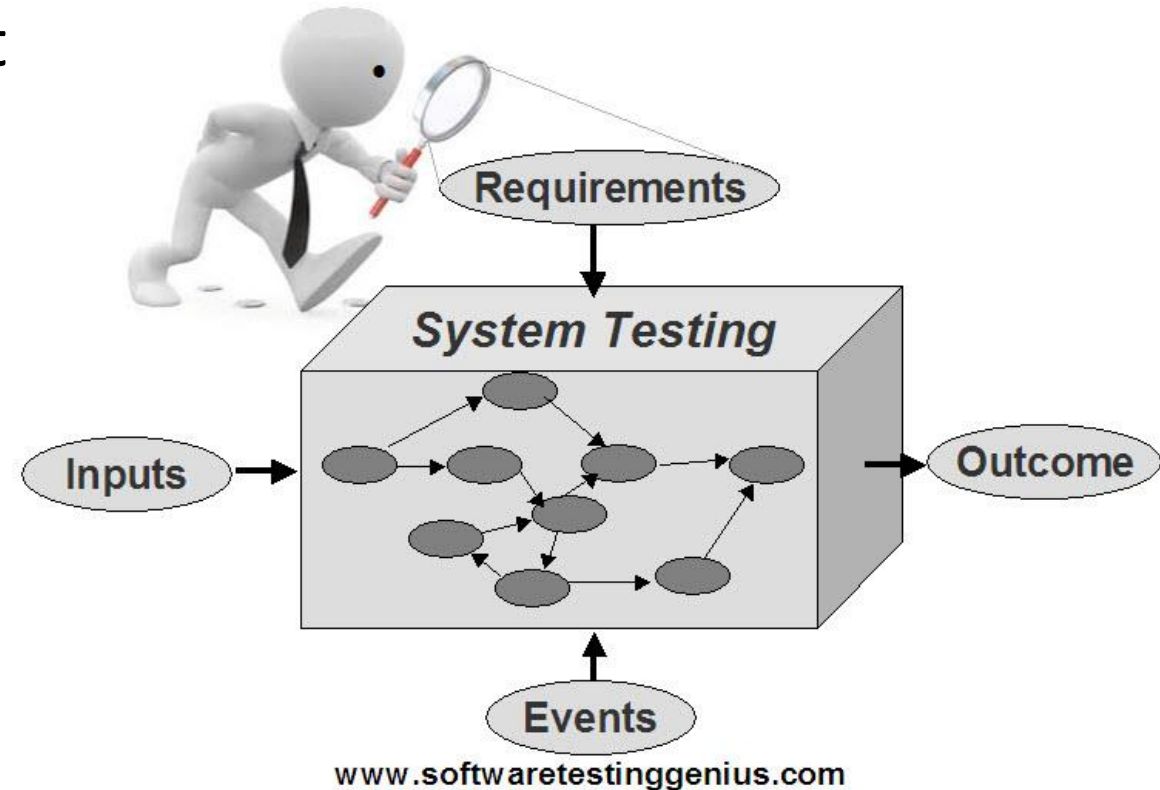 t
Requirements
System Testing
Inputs
Outcome
Events
www.softwaretestinggenius.com